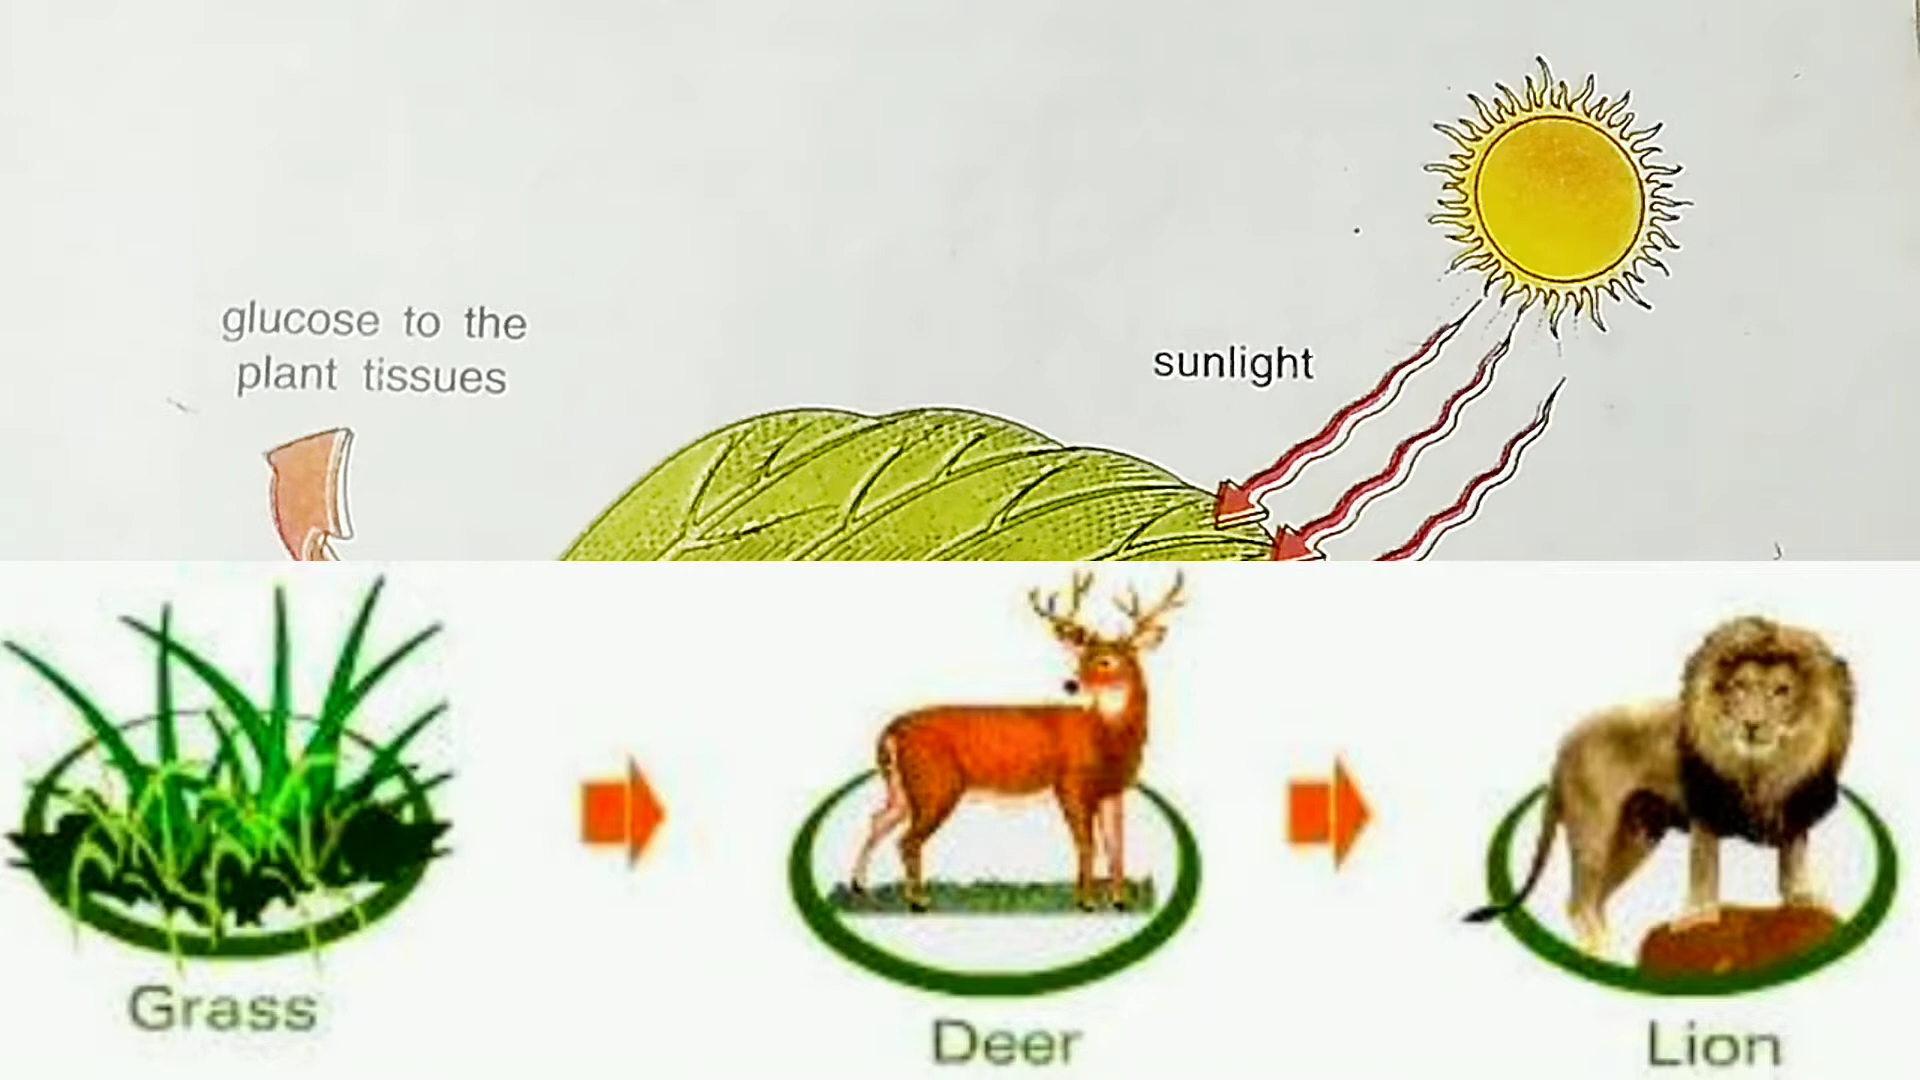 glucose to the
plant tissues
sunlight
Grass
Deer
Lion